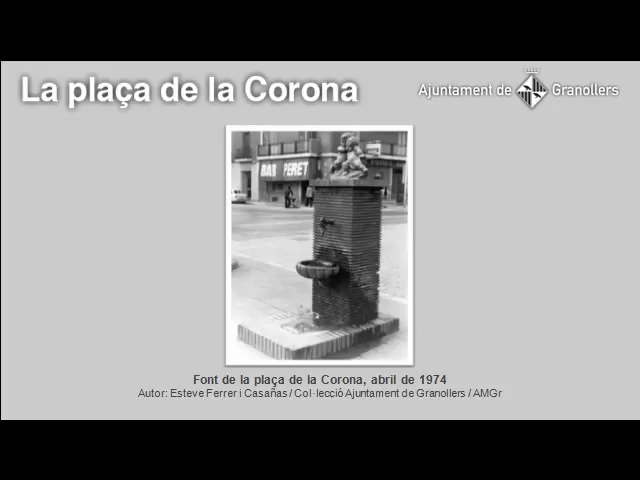 La plaça de la Corona
Ajuntament de Granollers
BAR PERET
Font de la plaça de la Corona, abril de 1974
Autor: Esteve Ferrer i Casañas / Col·lecció Ajuntament de Granollers / AMGr